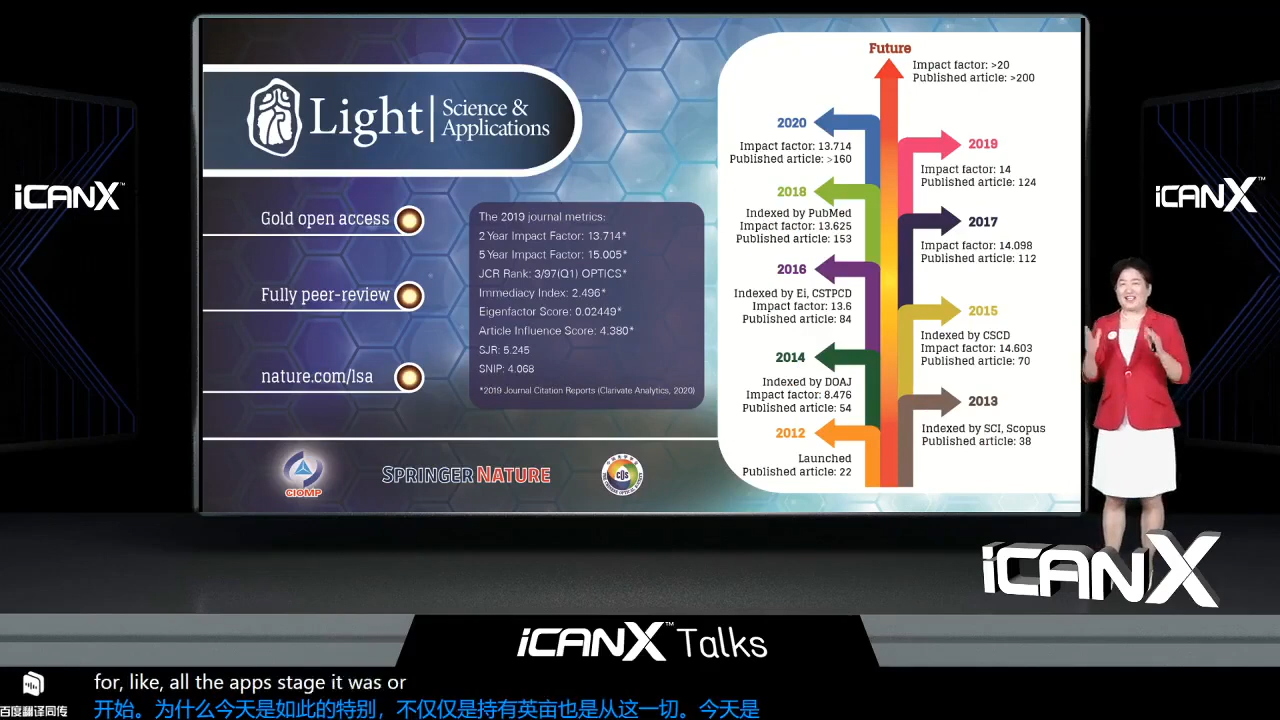 iCANX™
Light | Science & Applications
Gold open access
Fully peer-review
nature.com/lsa
The 2019 journal metrics:
2 Year Impact Factor: 13.714*
5 Year Impact Factor: 15.005*
JCR Rank: 3/97(Q1) OPTICS*
Immediacy Index: 2.496*
Eigenfactor Score: 0.02449*
Article Influence Score: 4.380*
SJR: 5.245
SNIP: 4.068
*2019 Journal Citation Reports (Clarivate Analytics, 2020)
CIOMP
SPRINGER NATURE
Future
Impact factor: >20
Published article: >200
2020
Impact factor: 13.714
Published article: >160
2019
Impact factor: 14
Published article: 124
2018
Indexed by PubMed
Impact factor: 13.625
Published article: 153
2017
Impact factor: 14.098
Published article: 112
2016
Indexed by Ei, CSTPCD
Impact factor: 13.6
Published article: 84
2015
Indexed by CSCD
Impact factor: 14.603
Published article: 70
2014
Indexed by DOAJ
Impact factor: 8.476
Published article: 54
2013
Indexed by SCI, Scopus
Published article: 38
2012
Launched
Published article: 22
iCANX™
iCANX
iCANX™ Talks
百度翻译同传
for, like, all the apps stage it was or
开始。为什么今天是如此的特别，不仅仅是持有英亩也是从这一切。今天是